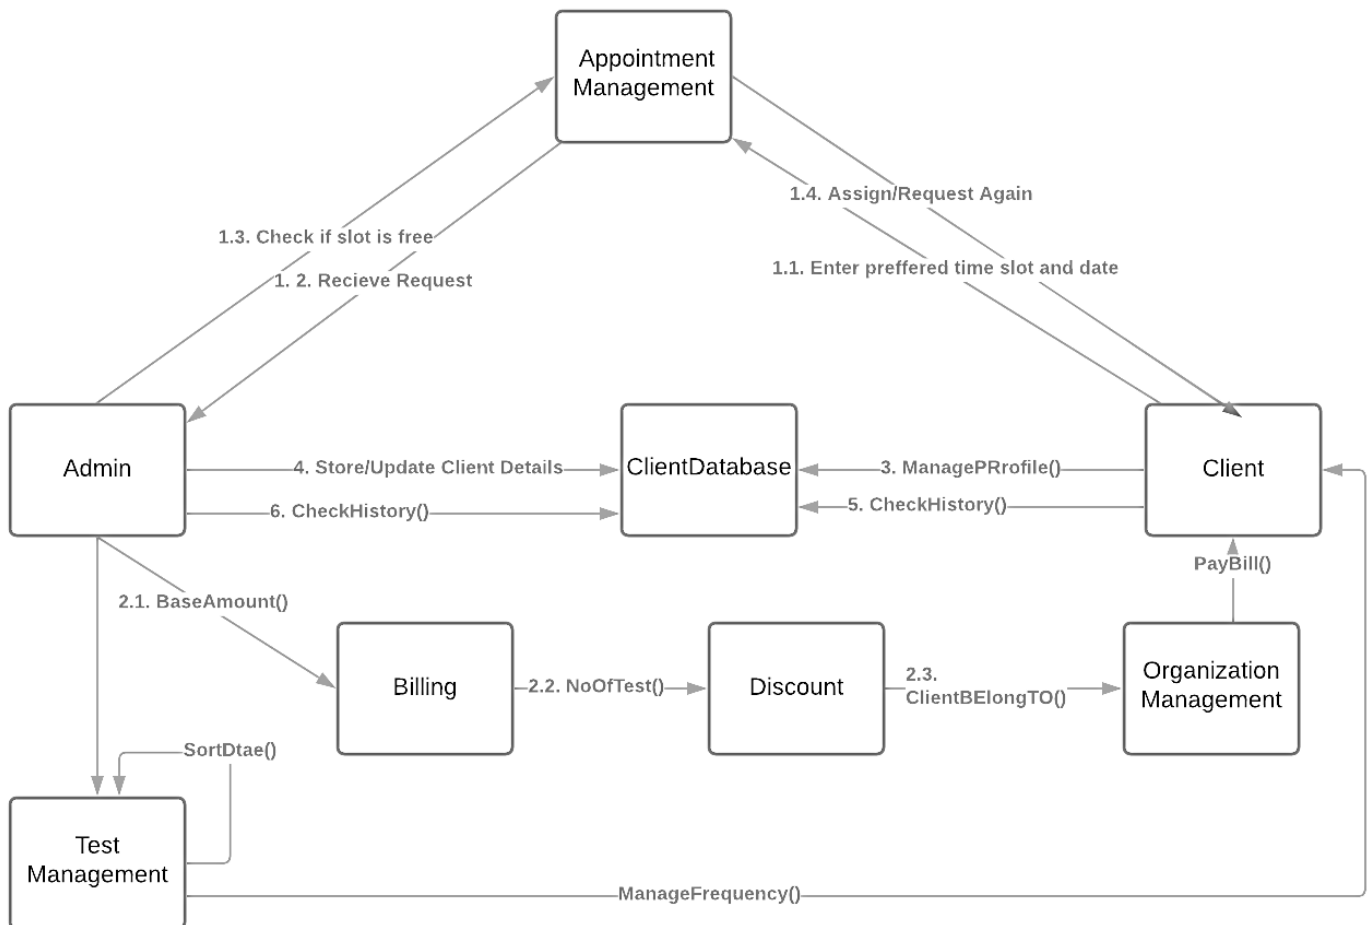 Appointment
Management
1.4. Assign/Request Again
1.3. Check if slot is free
1.1. Enter preffered time slot and date
1. 2. Recieve Request
Admin
4. Store/Update Client Details
ClientDatabase
3. ManagePRrofile()
Client
6. CheckHistory()
5. CheckHistory()
PayBill()
2.1. BaseAmount()
Billing
2.2. NoOfTest()
Discount
2.3.
ClientBElongTO()
Organization
Management
SortDtae()
Test
Management
ManageFrequency()